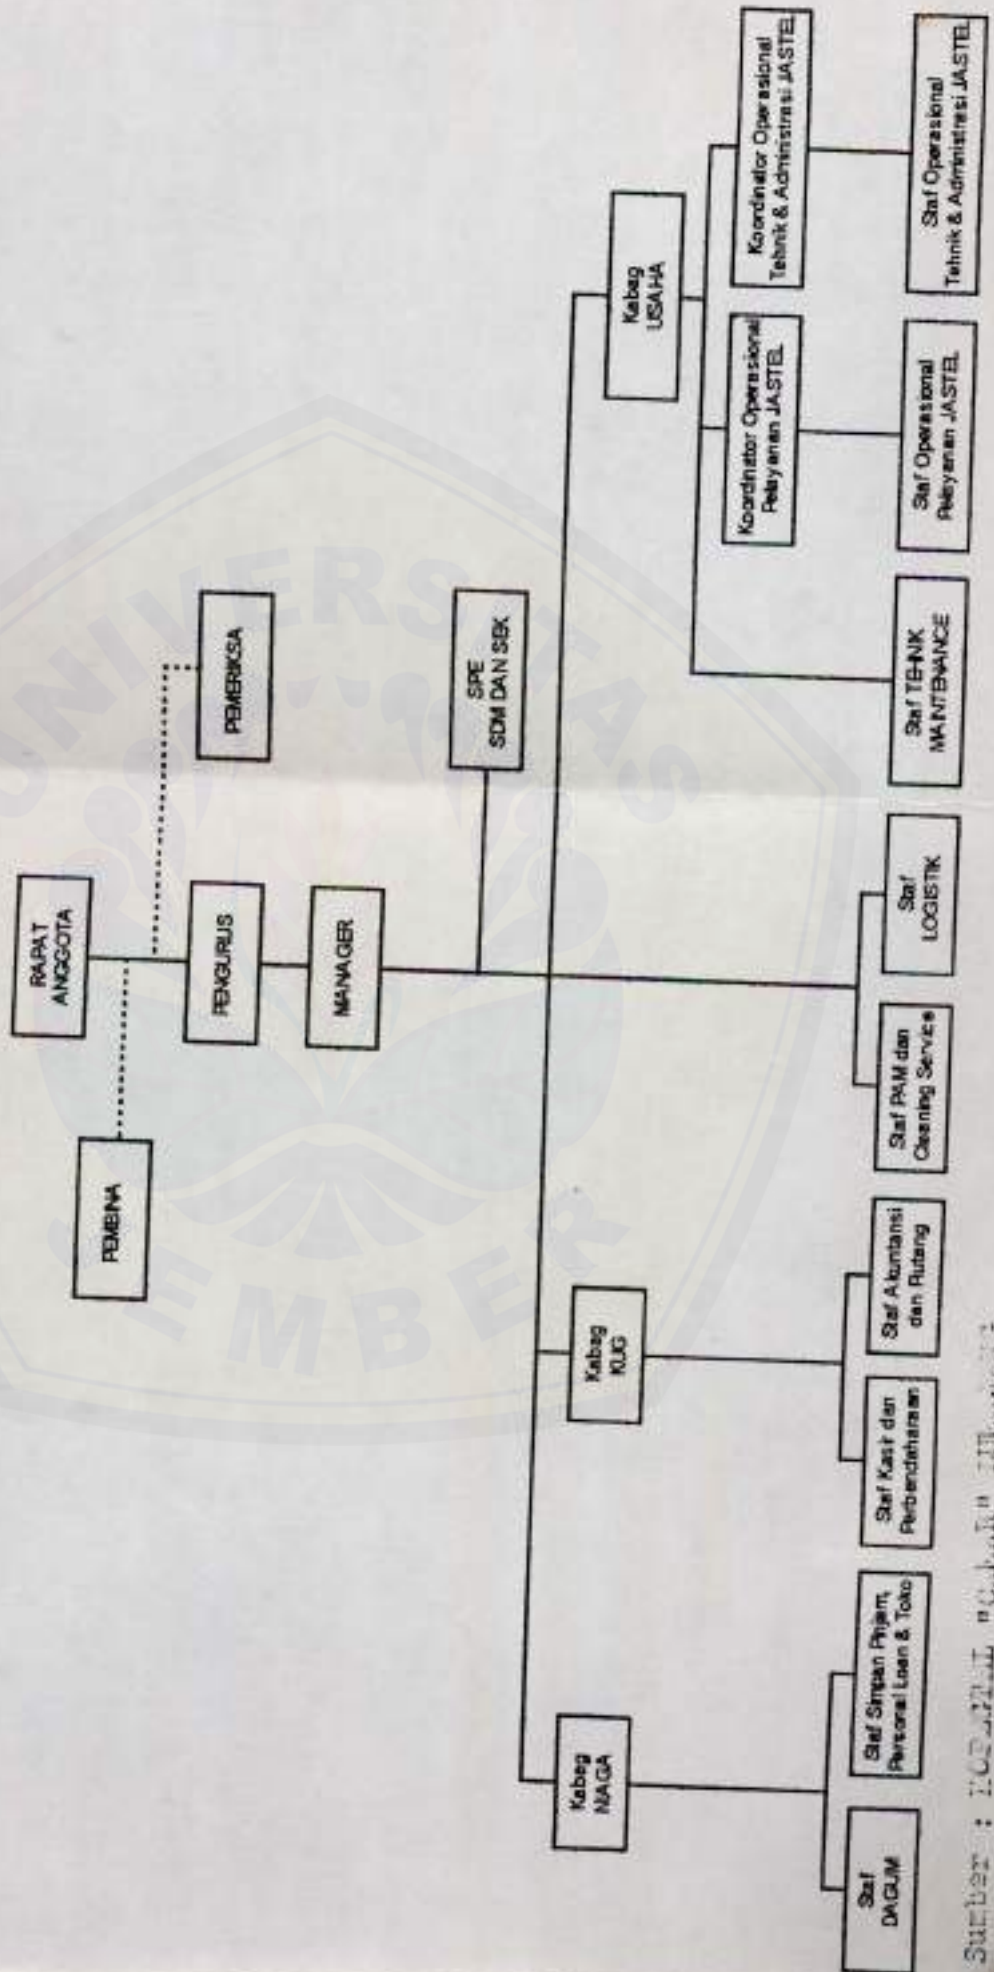 RAPAT
ANGGOTA
PEMBINA
PEMERIKSA
PENGURUS
MANAGER
SPE
SDM DAN SEK
Kabag
NIAGA
Kabag
KUG
Kabag
USAHA
Koordinator Operasional
Pelayanan JASTEL
Koordinator Operasional
Tehnik & Administrasi JASTEL
Staf
DAGUM
Staf Simpan Pinjam,
Personal Loan & Toko
Staf Kasir dan
Perbendaharaan
Staf Akuntansi
dan Piutang
Staf PAM dan
Cleaning Service
Staf
LOGISTIK
Staf TEHNIK
MAINTENANCE
Staf Operasional
Pelayanan JASTEL
Staf Operasional
Tehnik & Administrasi JASTEL
Sumber :
UNIVERSITAS
JEMBER